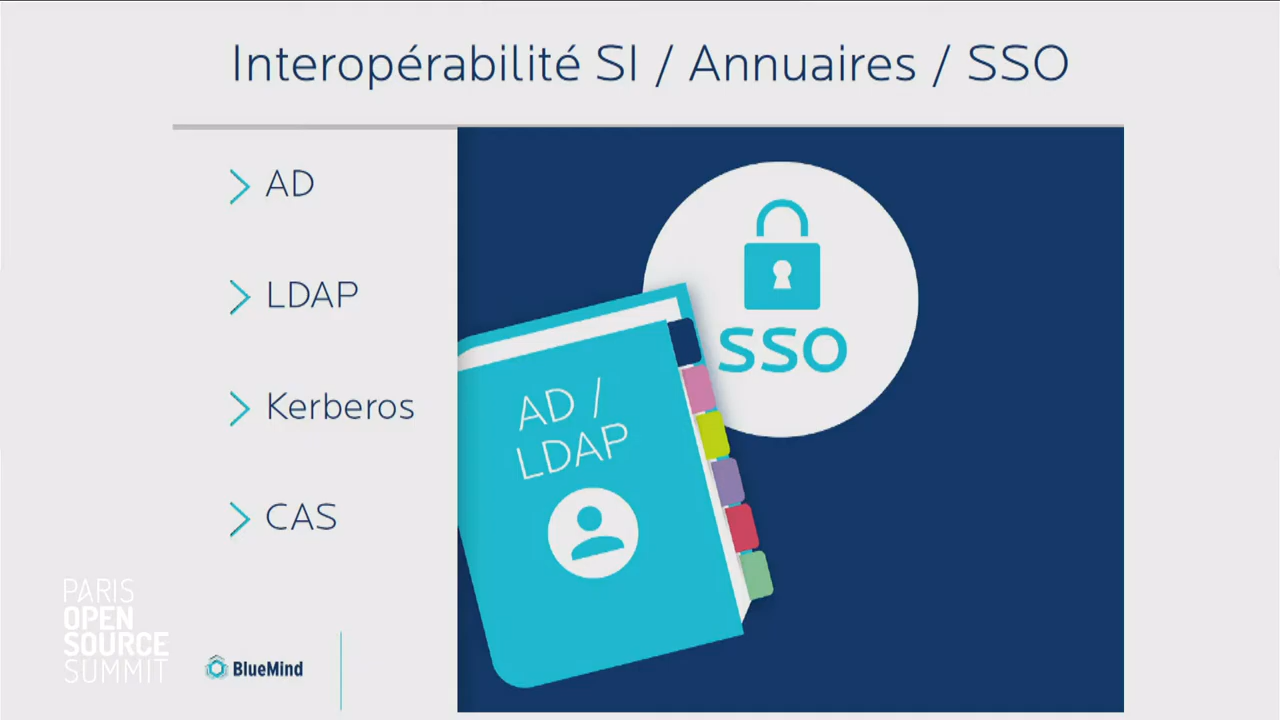 Interopérabilité SI / Annuaires / SSO
AD
LDAP
Kerberos
CAS
SSO
AD /
LDAP
PARIS
OPEN
SOURCE
SUMMIT
BlueMind